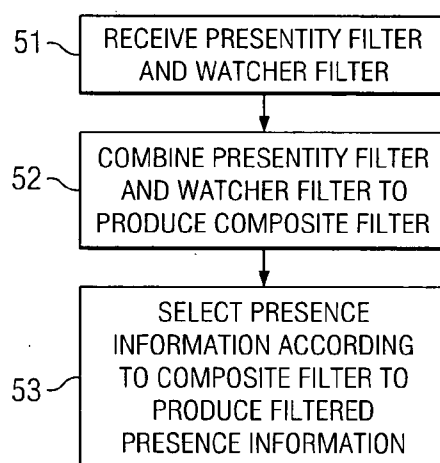 51
RECEIVE PRESENTITY FILTER
AND WATCHER FILTER
52
COMBINE PRESENTITY FILTER
AND WATCHER FILTER TO
PRODUCE COMPOSITE FILTER
53
SELECT PRESENCE
INFORMATION ACCORDING
TO COMPOSITE FILTER TO
PRODUCE FILTERED
PRESENCE INFORMATION